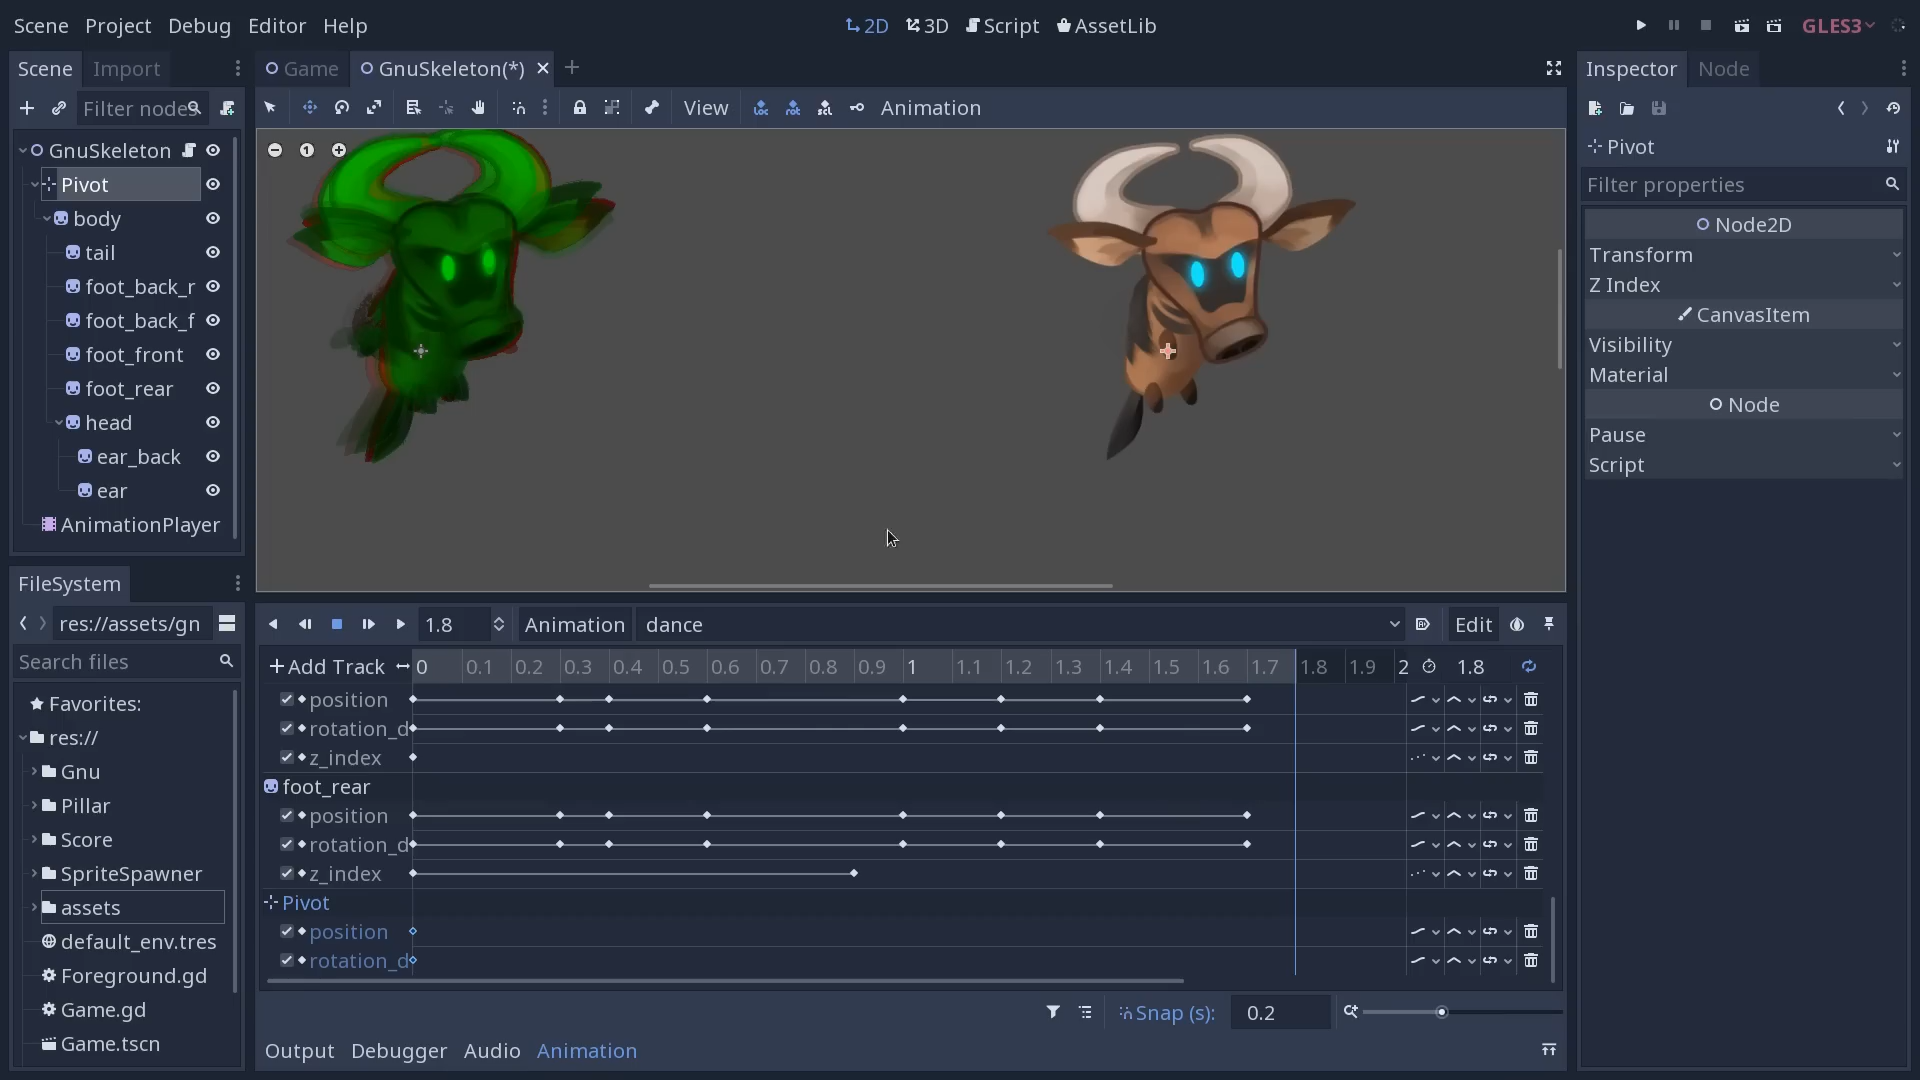 Scene Project Debug Editor Help
2D 3D Script AssetLib
GLES3
Scene Import
Filter nodes
GnuSkeleton
Pivot
body
tail
foot_back_r
foot_back_f
foot_front
foot_rear
head
ear_back
ear
AnimationPlayer
FileSystem
res://assets/gn
Search files
Favorites:
res://
Gnu
Pillar
Score
SpriteSpawner
assets
default_env.tres
Foreground.gd
Game.gd
Game.tscn
Game GnuSkeleton(*)
View Animation
1.8 Animation dance Edit
Add Track 0 0.1 0.2 0.3 0.4 0.5 0.6 0.7 0.8 0.9 1 1.1 1.2 1.3 1.4 1.5 1.6 1.7 1.8 1.9 2 1.8
position
rotation_d
z_index
foot_rear
position
rotation_d
z_index
Pivot
position
rotation_d
Snap (s): 0.2
Output Debugger Audio Animation
Inspector Node
Pivot
Filter properties
Node2D
Transform
Z Index
CanvasItem
Visibility
Material
Node
Pause
Script